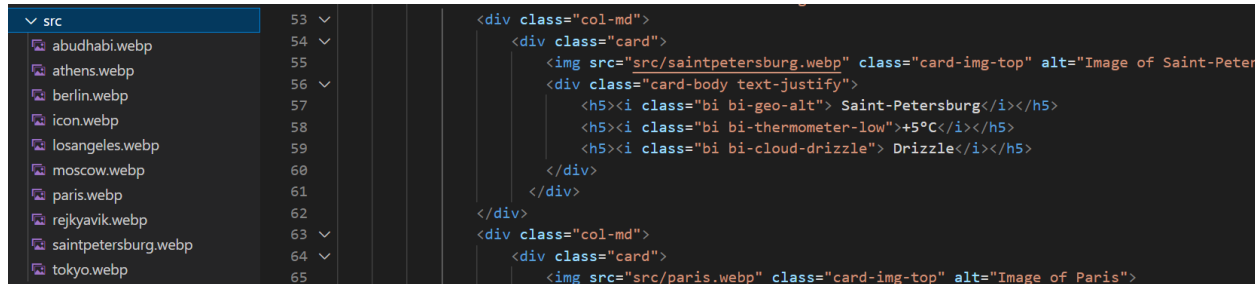 src
abudhabi.webp
athens.webp
berlin.webp
icon.webp
losangeles.webp
moscow.webp
paris.webp
rejkyavik.webp
saintpetersburg.webp
tokyo.webp
53 <div class="col-md">
54 <div class="card">
55 <img src="src/saintpetersburg.webp" class="card-img-top" alt="Image of Saint-Peter
56 <div class="card-body text-justify">
57 <h5><i class="bi bi-geo-alt"> Saint-Petersburg</i></h5>
58 <h5><i class="bi bi-thermometer-low">+5°C</i></h5>
59 <h5><i class="bi bi-cloud-drizzle"> Drizzle</i></h5>
60 </div>
61 </div>
62 </div>
63 <div class="col-md">
64 <div class="card">
65 <img src="src/paris.webp" class="card-img-top" alt="Image of Paris">